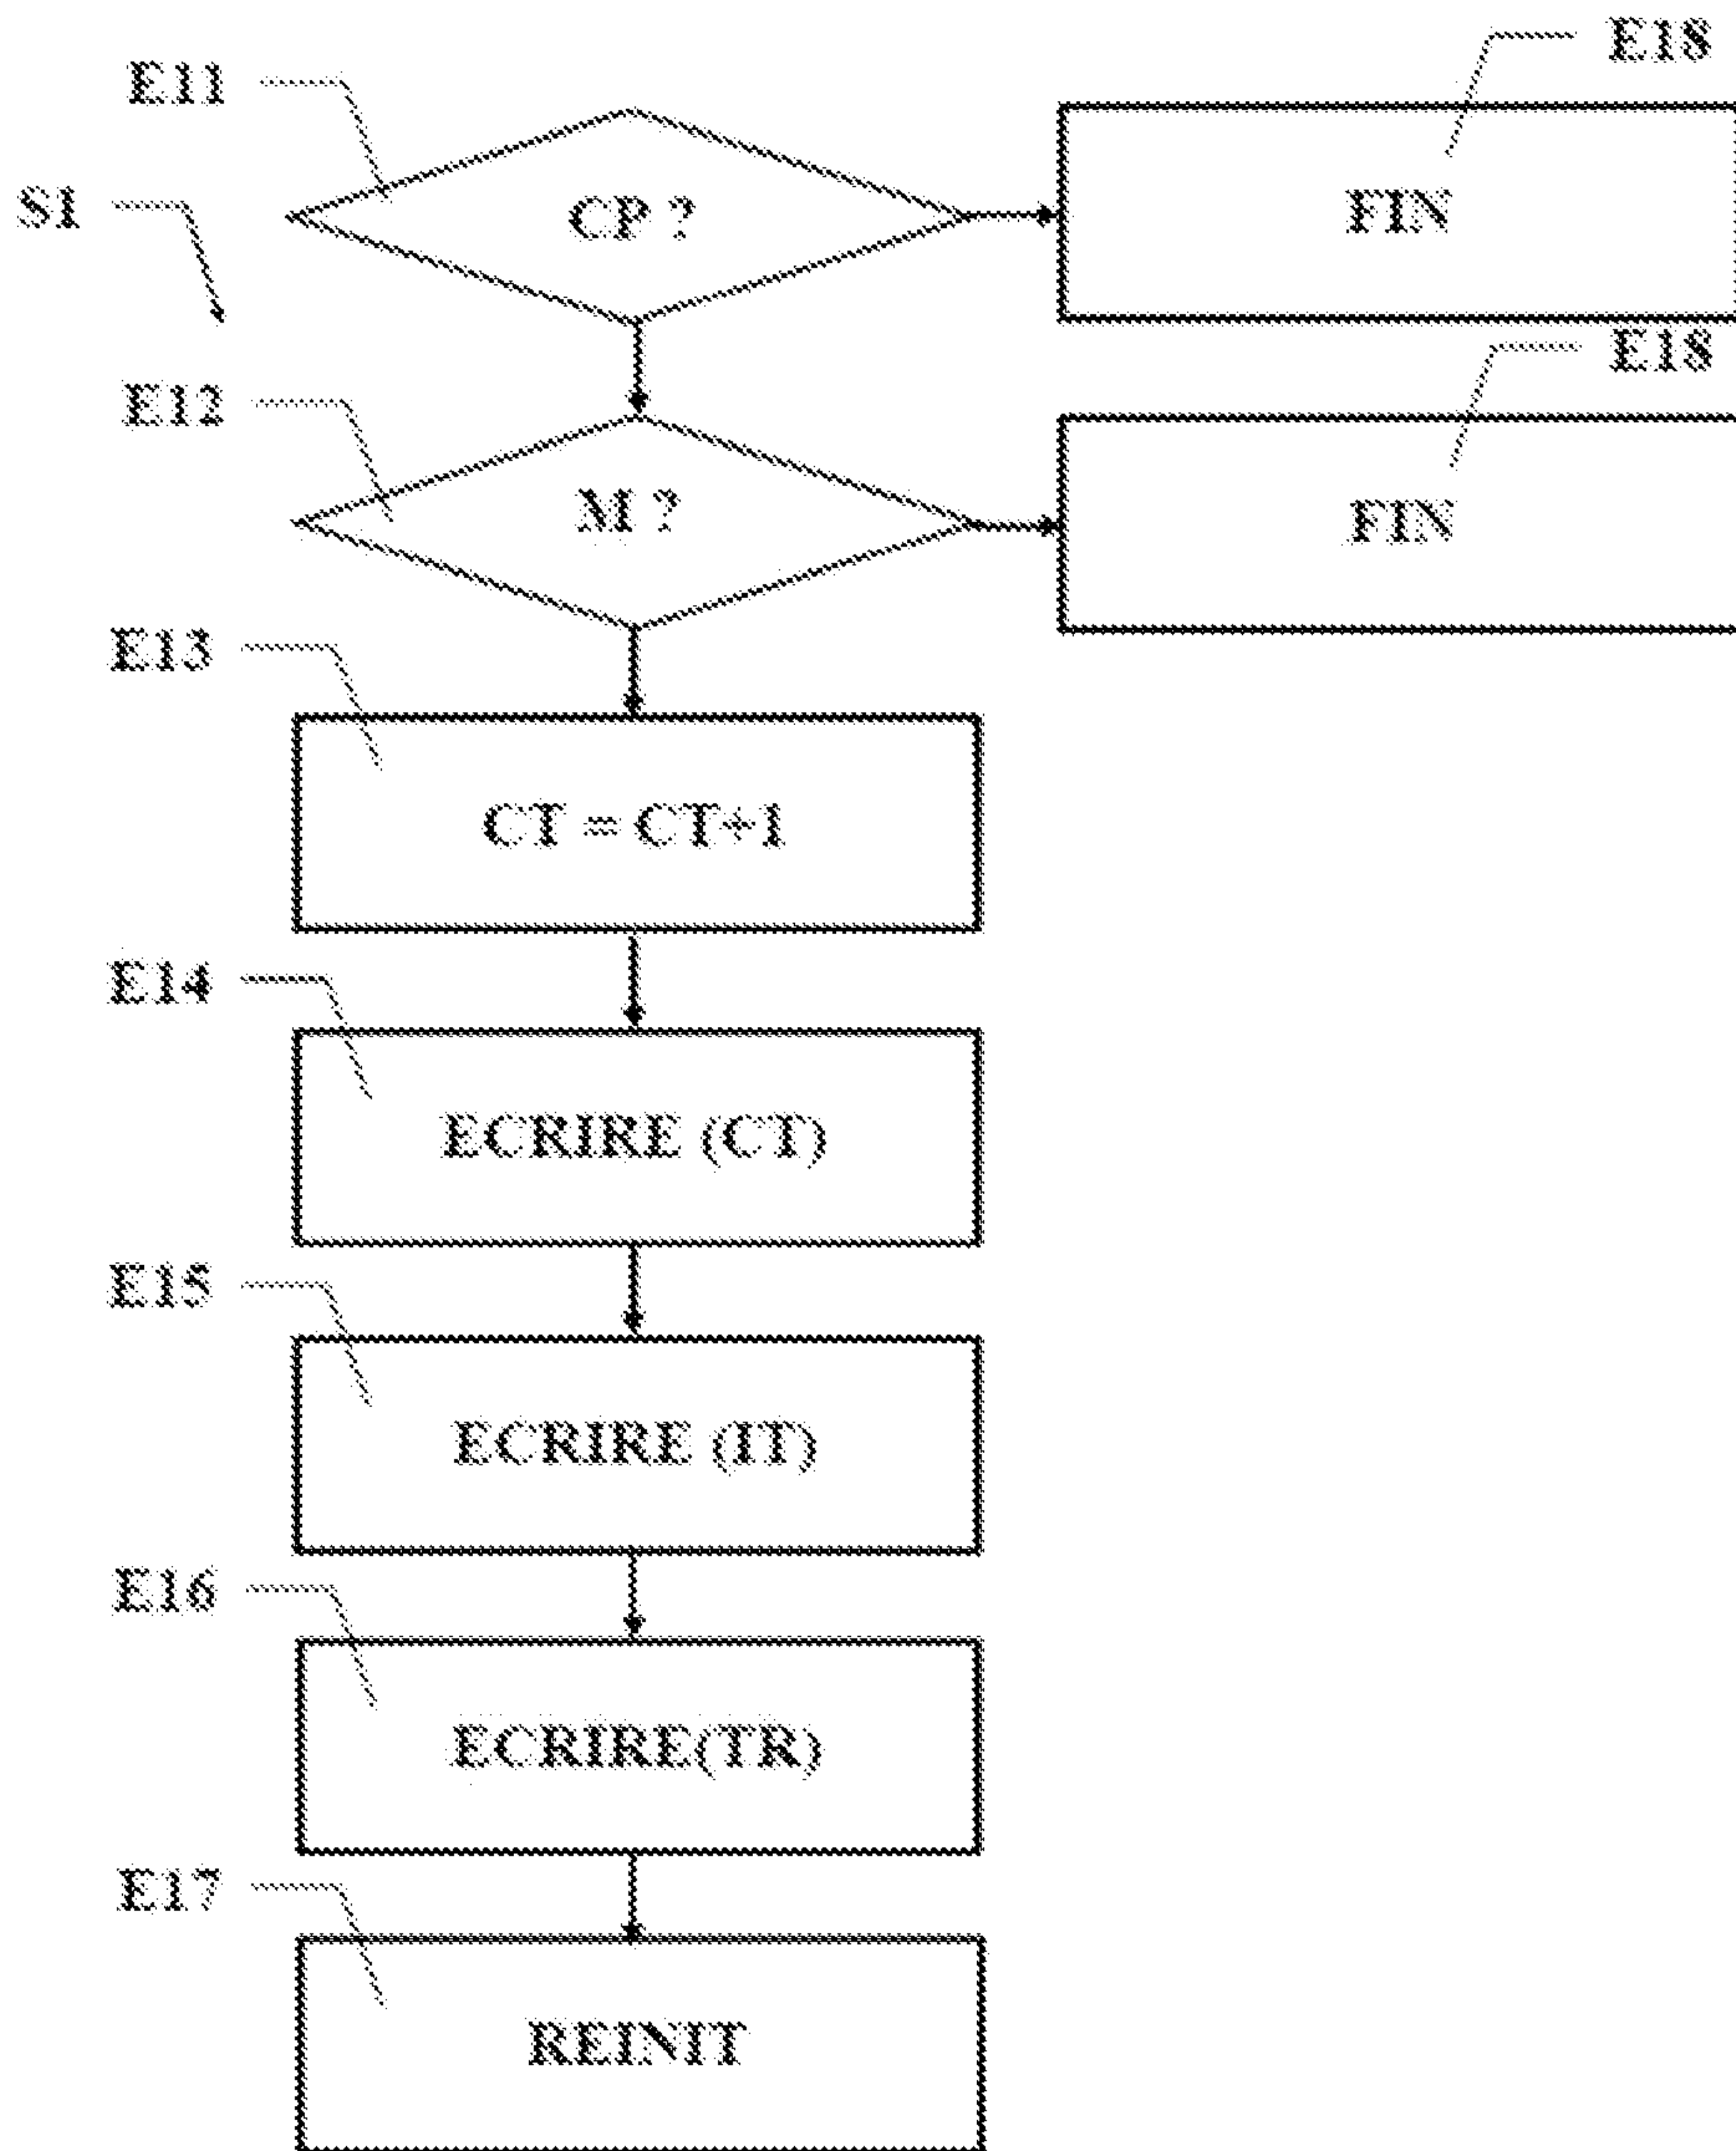 E11
E18
S1
CP ?
FIN
E12
E18
M ?
FIN
E13
CT = CT+1
E14
ECRIRE (CT)
E15
ECRIRE (IT)
E16
ECRIRE(TR)
E17
REINIT